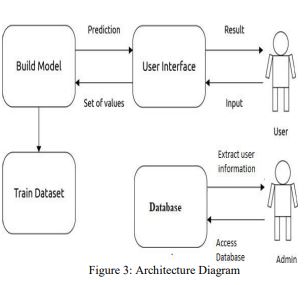 Prediction
Result
Build Model
User Interface
Set of values
Input
User
Train Dataset
Database
Extract user
information
Access
Database
Admin
Figure 3: Architecture Diagram